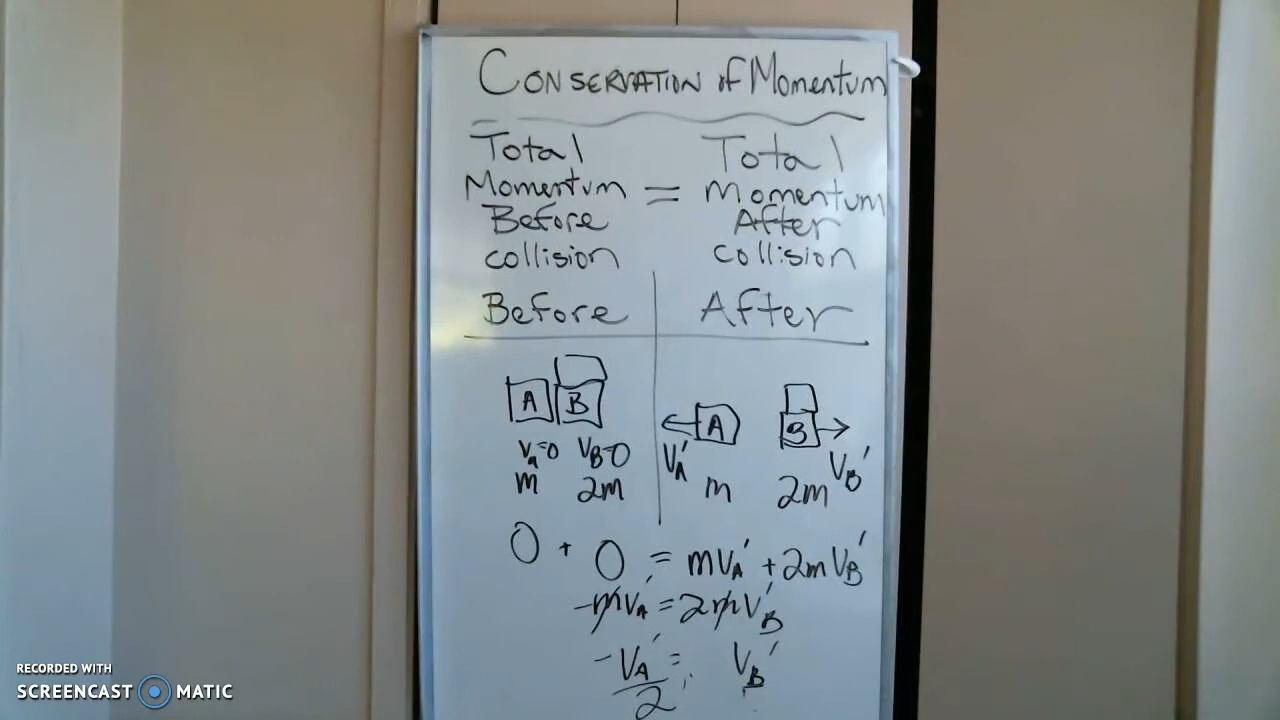 CONSERVATION of Momentum
Total Total
Momentum = Momentum
Before After
collision collision
Before After
A B A B
Va=0 VB=0 VA' VB'
m 2m m 2m
0 + 0 = mVA' + 2mVB'
-mVA' = 2mVB'
-VA' = VB'
2
RECORDED WITH
SCREENCAST MATIC